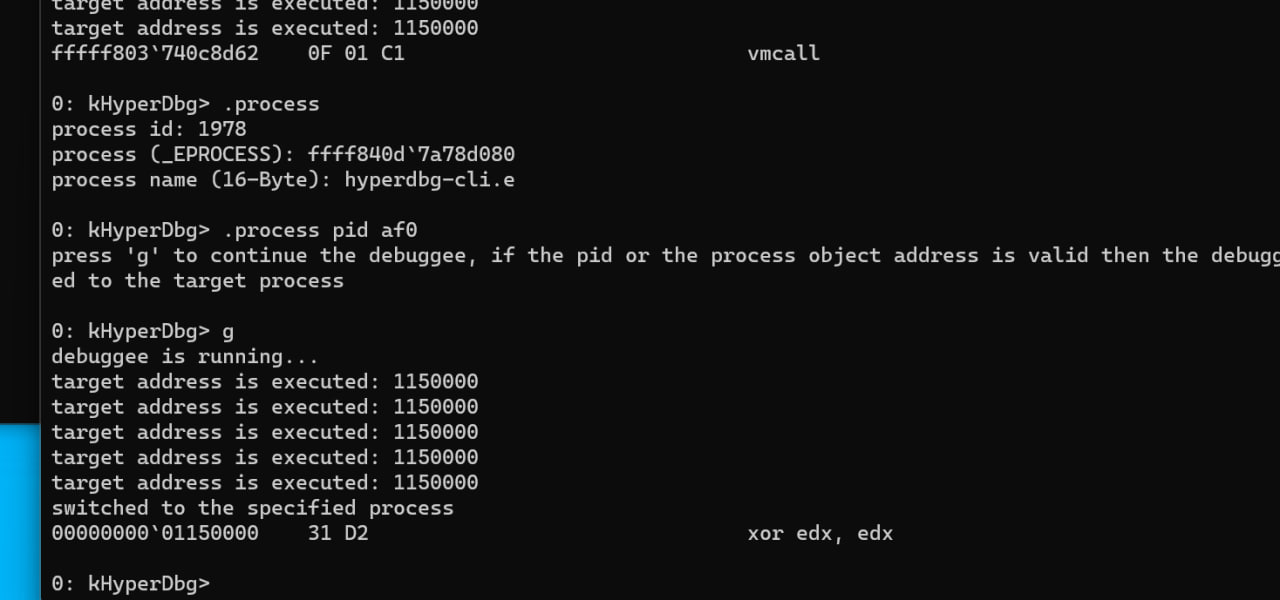 target address is executed: 1150000
target address is executed: 1150000
fffff803`740c8d62    0F 01 C1                            vmcall
0: kHyperDbg> .process
process id: 1978
process (_EPROCESS): ffff840d`7a78d080
process name (16-Byte): hyperdbg-cli.e
0: kHyperDbg> .process pid af0
press 'g' to continue the debuggee, if the pid or the process object address is valid then the debugg
ed to the target process
0: kHyperDbg> g
debuggee is running...
target address is executed: 1150000
target address is executed: 1150000
target address is executed: 1150000
target address is executed: 1150000
target address is executed: 1150000
switched to the specified process
00000000`01150000    31 D2                               xor edx, edx
0: kHyperDbg>